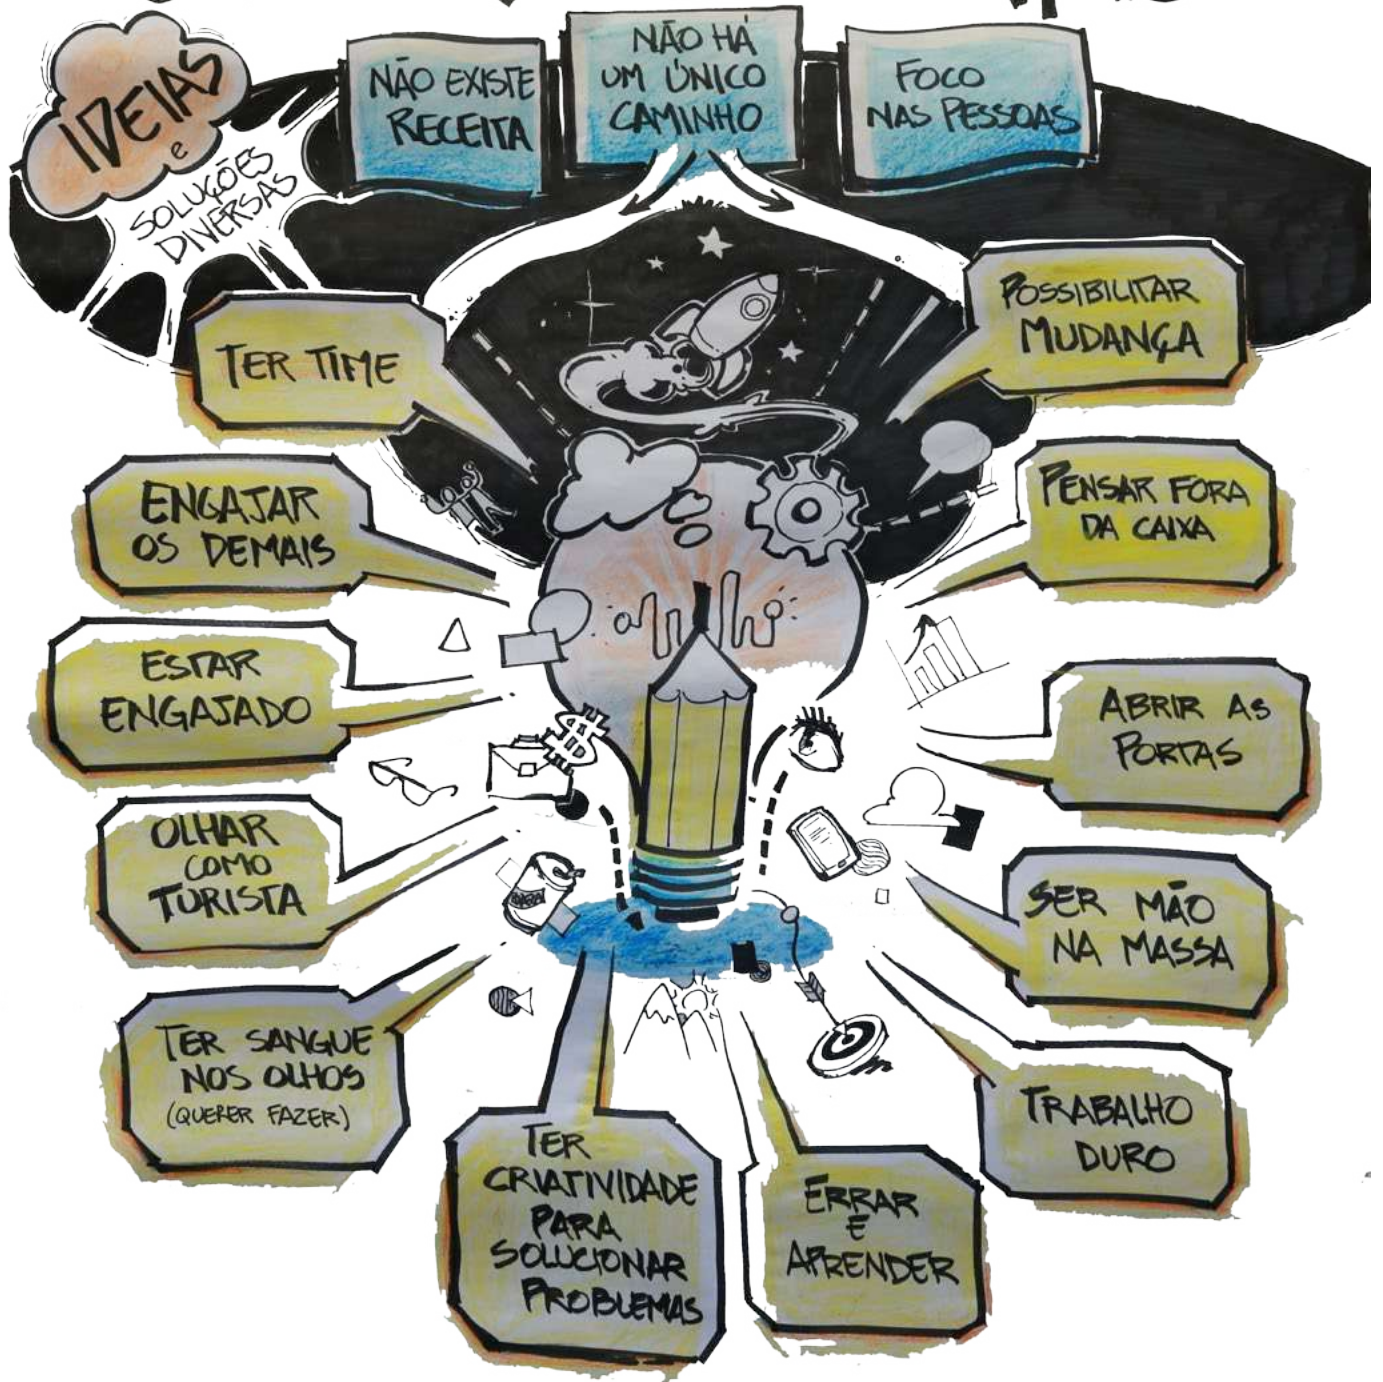 IDEIAS
e
SOLUÇÕES
DIVERSAS
NÃO EXISTE
RECEITA
NÃO HÁ
UM ÚNICO
CAMINHO
FOCO
NAS PESSOAS
TER TIME
ENGAJAR
OS DEMAIS
ESTAR
ENGAJADO
OLHAR
COMO
TURISTA
TER SANGUE
NOS OLHOS
(QUERER FAZER)
TER
CRIATIVIDADE
PARA
SOLUCIONAR
PROBLEMAS
ERRAR
E
APRENDER
TRABALHO
DURO
SER MÃO
NA MASSA
ABRIR AS
PORTAS
PENSAR FORA
DA CAIXA
POSSIBILITAR
MUDANÇA
$